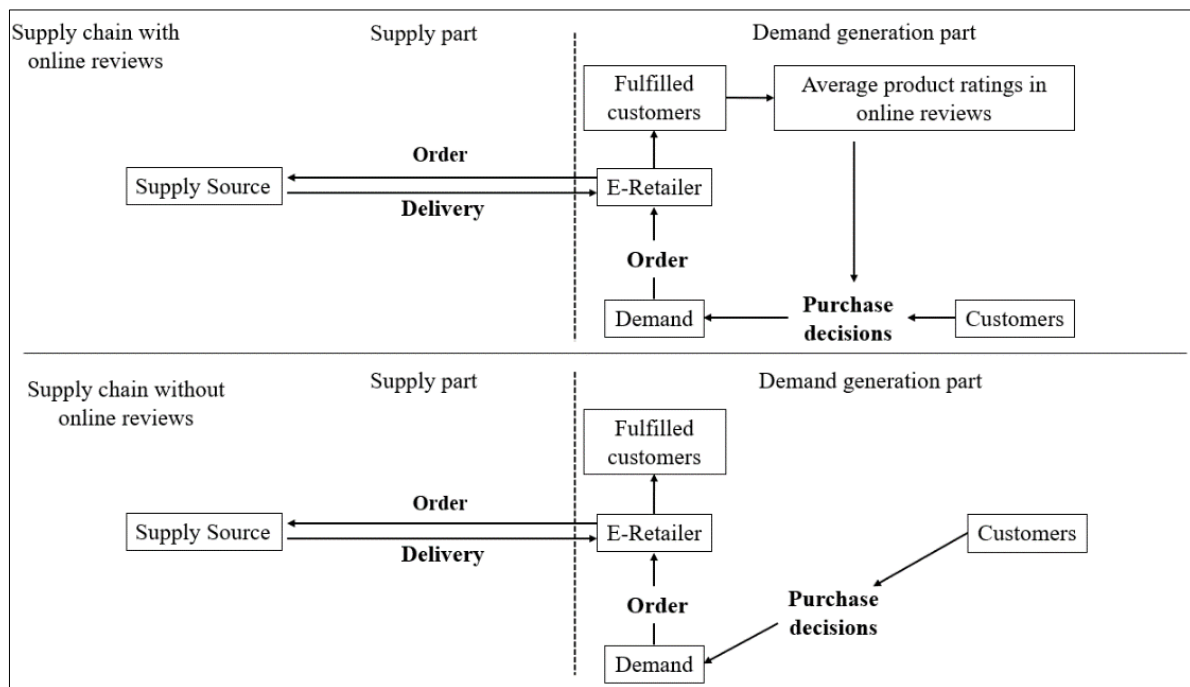 Supply chain with
online reviews
Supply part
Demand generation part
Fulfilled
customers
Average product ratings in
online reviews
Order
Supply Source
E-Retailer
Delivery
Order
Demand
Purchase
decisions
Customers
Supply chain without
online reviews
Supply part
Demand generation part
Fulfilled
customers
Order
Supply Source
E-Retailer
Customers
Delivery
Order
Purchase
decisions
Demand